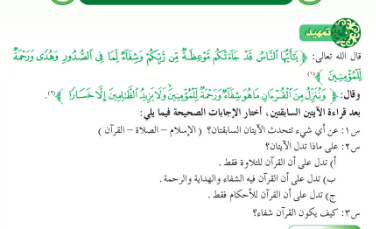 تمهيد
قال الله تعالى: ﴿ يَتَأَيُّهَا النَّاسُ قَدْ جَاءَتْكُم مَّوْعِظَةٌ مِّن رَّبِّكُمْ وَشِفَاءٌ لِّمَا فِي الصُّدُورِ وَهُدًى وَرَحْمَةٌ
لِّلْمُؤْمِنِينَ ﴾(١)
وقال: ﴿ وَنُنَزِّلُ مِنَ الْقُرْءَانِ مَا هُوَ شِفَاءٌ وَرَحْمَةٌ لِّلْمُؤْمِنِينَ وَلَا يَزِيدُ الظَّالِمِينَ إِلَّا خَسَارًا ﴾(٢).
بعد قراءة الآيتين السابقتين، أختار الإجابات الصحيحة فيما يلي:
س١: عن أي شيء تتحدث الآيتان السابقتان؟ ( الإسلام – الصلاة – القرآن )
س٢: على ماذا تدل الآيتان؟
أ) تدل على أن القرآن للتلاوة فقط .
ب) تدل على أن القرآن فيه الشفاء والهداية والرحمة .
ج) تدل على أن القرآن للأحكام فقط .
س٣: كيف يكون القرآن شفاء؟